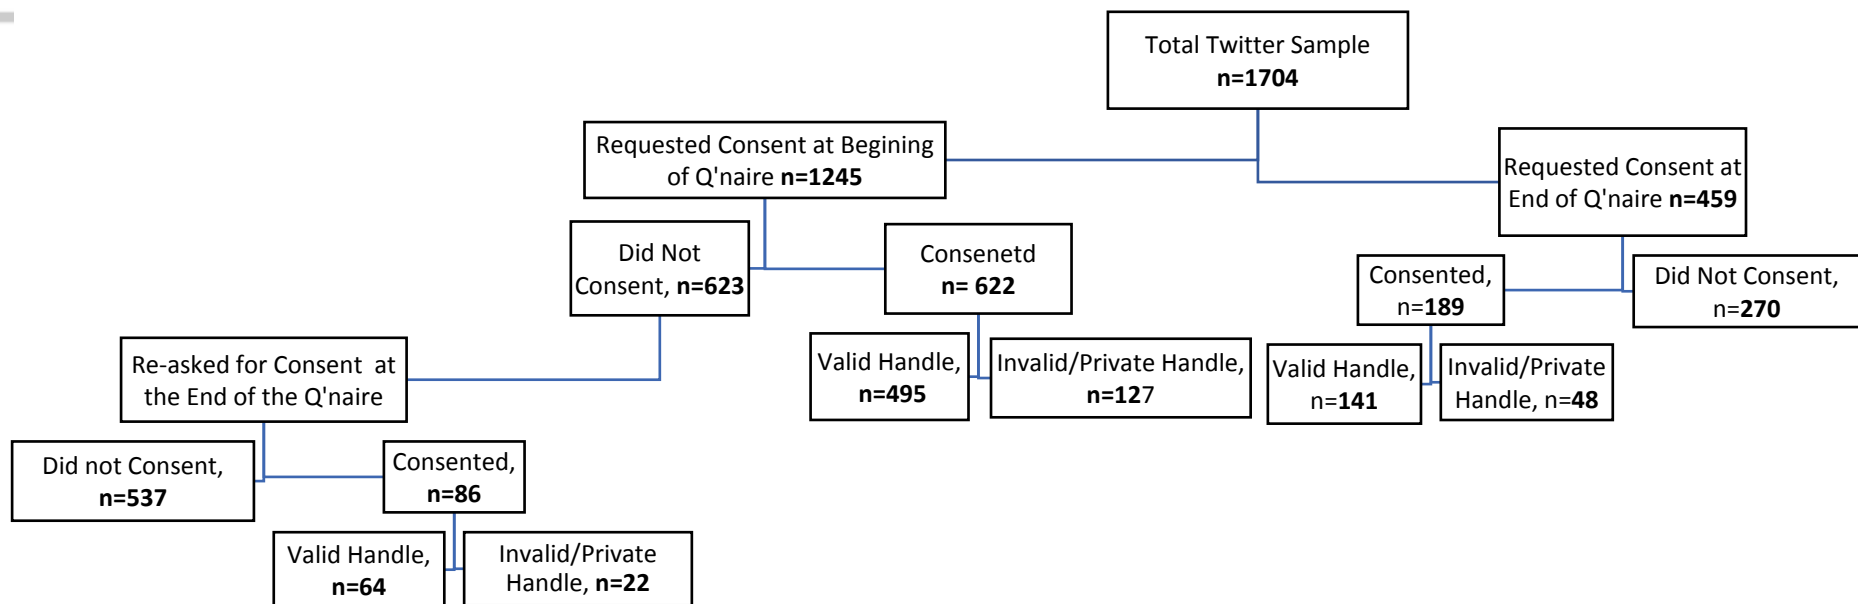 Total Twitter Sample
n=1704
Requested Consent at Begining
of Q'naire n=1245
Requested Consent at
End of Q'naire n=459
Did Not
Consent, n=623
Consenetd
n= 622
Consented,
n=189
Did Not Consent,
n=270
Re-asked for Consent at
the End of the Q'naire
Valid Handle,
n=495
Invalid/Private Handle,
n=127
Valid Handle,
n=141
Invalid/Private
Handle, n=48
Did not Consent,
n=537
Consented,
n=86
Valid Handle,
n=64
Invalid/Private
Handle, n=22